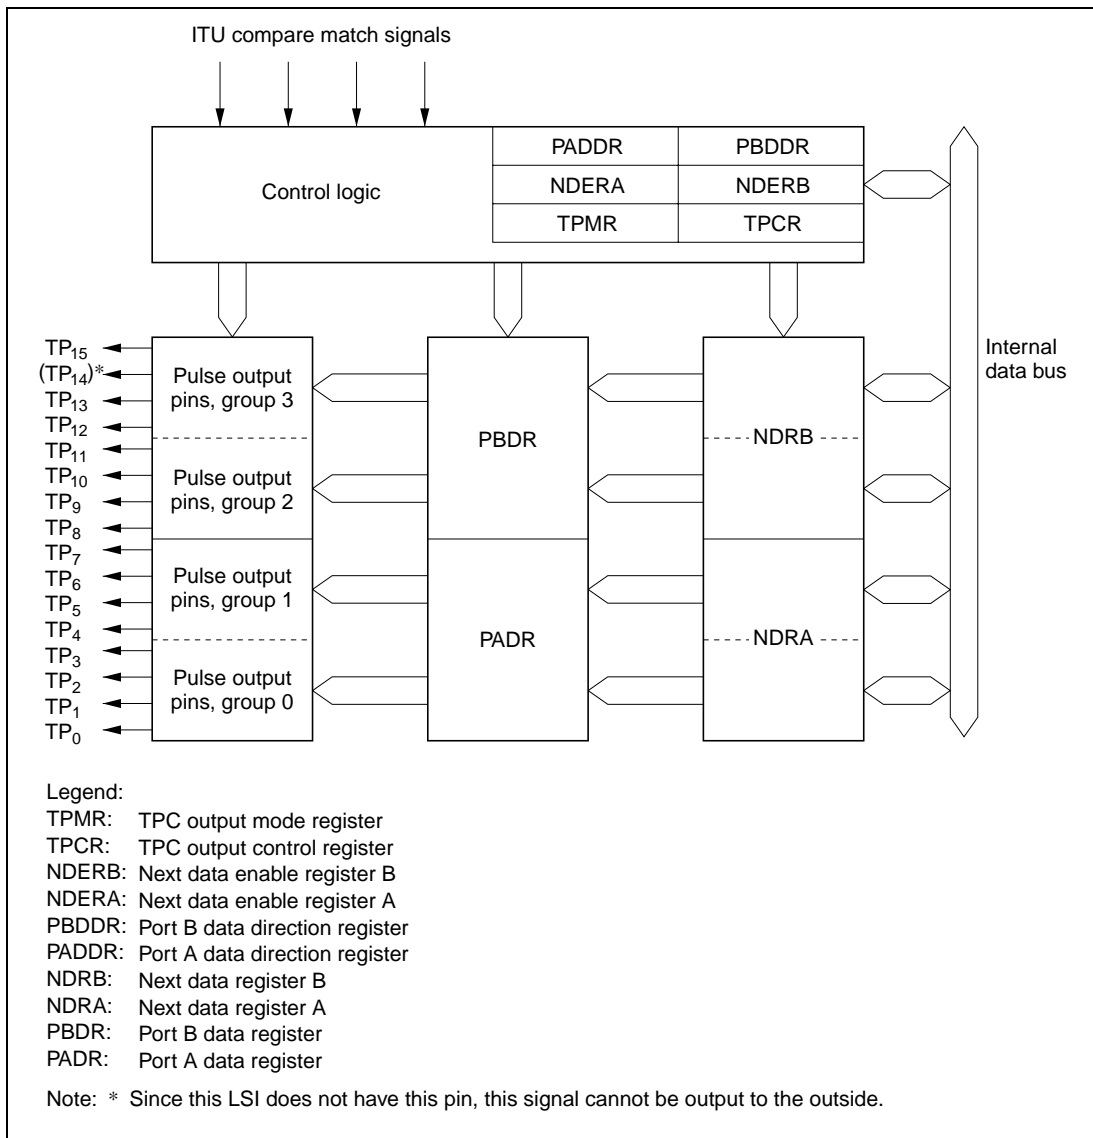 ITU compare match signals
Control logic
PADDR PBDDR
NDERA NDERB
TPMR TPCR
Internal
data bus
TP15
(TP14)*
TP13
TP12
TP11
TP10
TP9
TP8
TP7
TP6
TP5
TP4
TP3
TP2
TP1
TP0
Pulse output
pins, group 3
Pulse output
pins, group 2
Pulse output
pins, group 1
Pulse output
pins, group 0
PBDR
PADR
NDRB
NDRA
Legend:
TPMR: TPC output mode register
TPCR: TPC output control register
NDERB: Next data enable register B
NDERA: Next data enable register A
PBDDR: Port B data direction register
PADDR: Port A data direction register
NDRB: Next data register B
NDRA: Next data register A
PBDR: Port B data register
PADR: Port A data register
Note: * Since this LSI does not have this pin, this signal cannot be output to the outside.